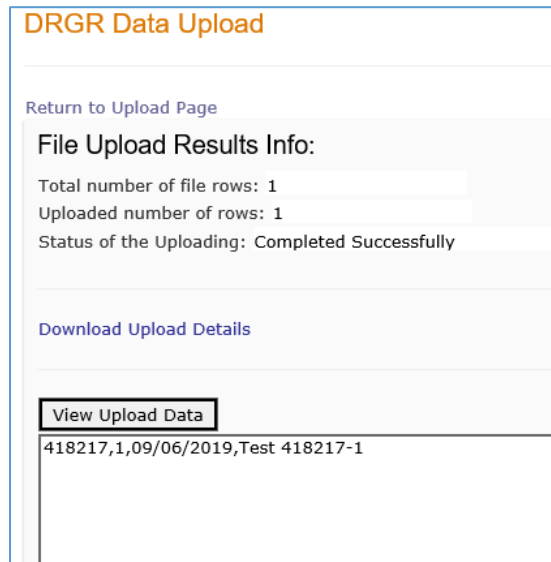 DRGR Data Upload
Return to Upload Page
File Upload Results Info:
Total number of file rows: 1
Uploaded number of rows: 1
Status of the Uploading: Completed Successfully
Download Upload Details
View Upload Data
418217,1,09/06/2019,Test 418217-1